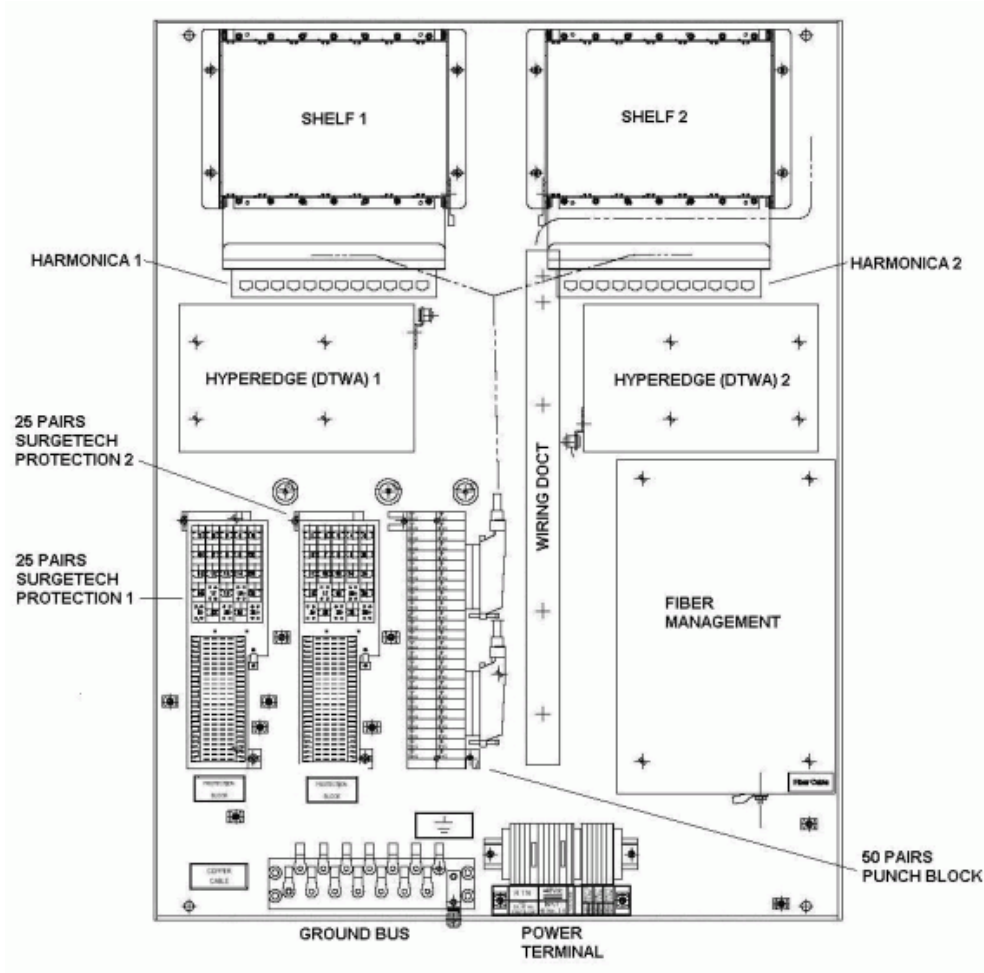 SHELF 1
SHELF 2
HARMONICA 1
HARMONICA 2
HYPEREDGE (DTWA) 1
HYPEREDGE (DTWA) 2
25 PAIRS
SURGETECH
PROTECTION 2
25 PAIRS
SURGETECH
PROTECTION 1
WIRING DOCT
FIBER
MANAGEMENT
Fiber Cable
PROTECTION
BLOCK
PROTECTION
BLOCK
COPPER
CABLE
50 PAIRS
PUNCH BLOCK
GROUND BUS
POWER
TERMINAL